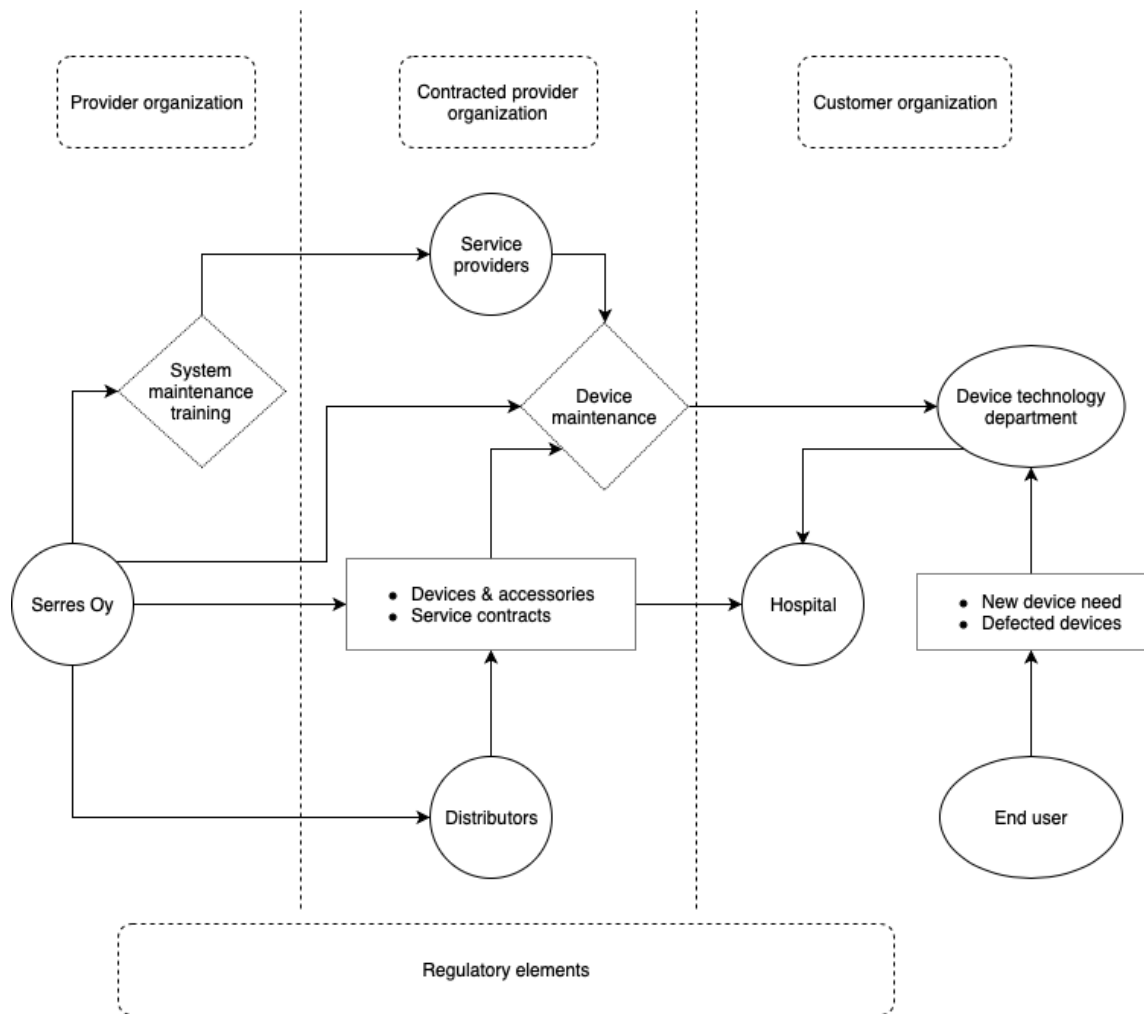 Provider organization
Contracted provider
organization
Customer organization
Service
providers
System
maintenance
training
Device
maintenance
Device technology
department
Serres Oy
● Devices & accessories
● Service contracts
Hospital
● New device need
● Defected devices
Distributors
End user
Regulatory elements